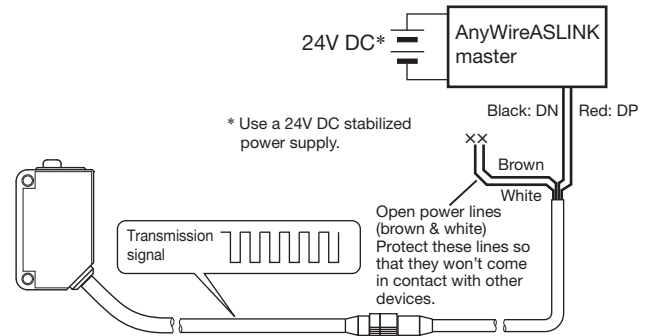 24V DC*
AnyWireASLINK
master
* Use a 24V DC stabilized
power supply.
Black: DN
Red: DP
Brown
White
Transmission
signal
Open power lines
(brown & white)
Protect these lines so
that they won't come
in contact with other
devices.